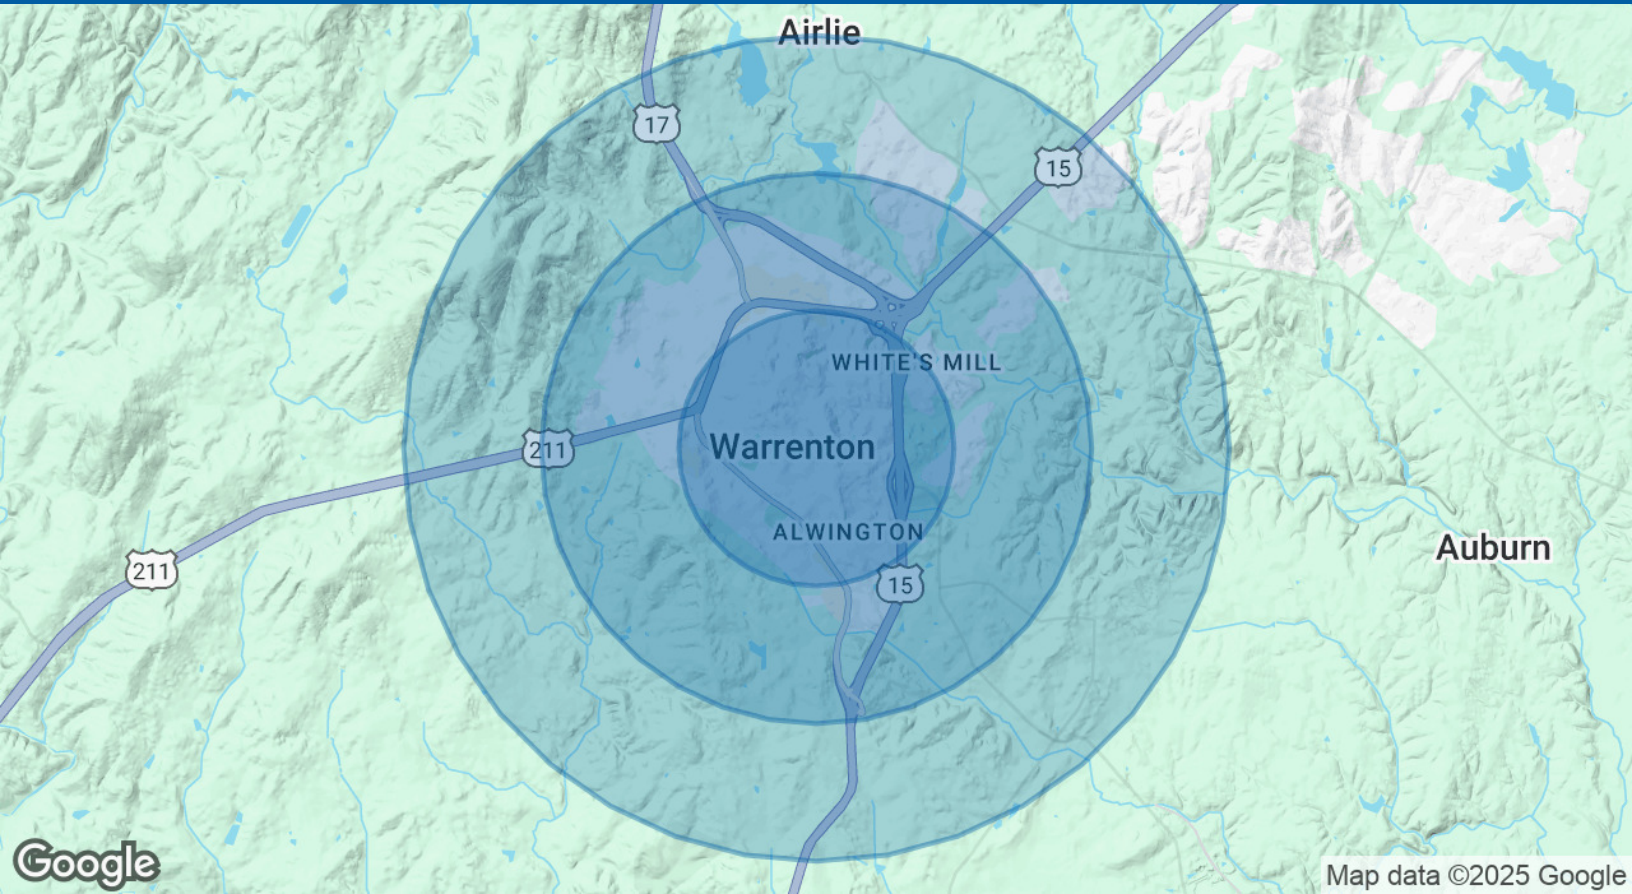 Airlie
17
15
WHITE'S MILL
Warrenton
211
ALWINGTON
Auburn
211
15
Google
Map data ©2025 Google